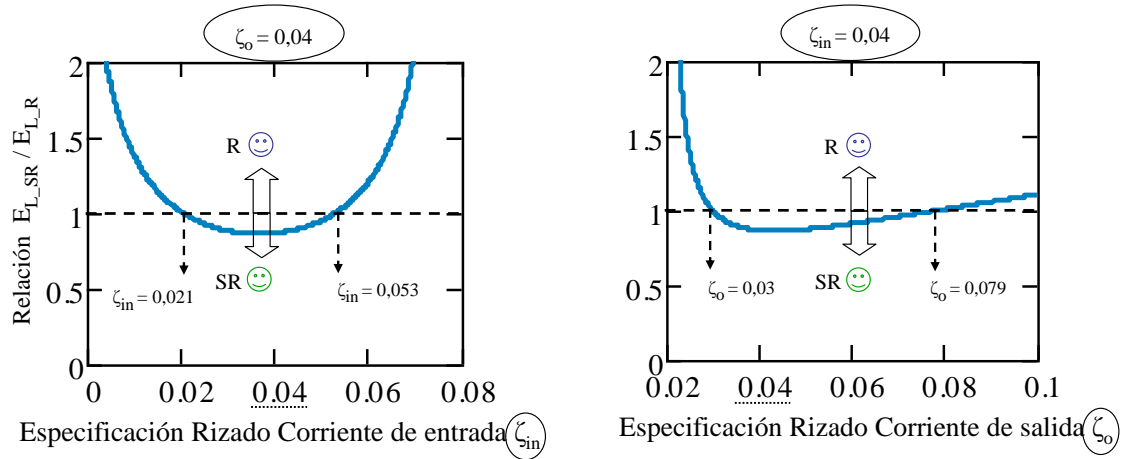 ζo = 0,04
2
1.5
1
0.5
0
Relación E_L_SR / E_L_R
R
SR
ζin = 0,021
ζin = 0,053
0 0.02 0.04 0.06 0.08
Especificación Rizado Corriente de entrada ζin
ζin = 0,04
2
1.5
1
0.5
0
R
SR
ζo = 0,03
ζo = 0,079
0.02 0.04 0.06 0.08 0.1
Especificación Rizado Corriente de salida ζo